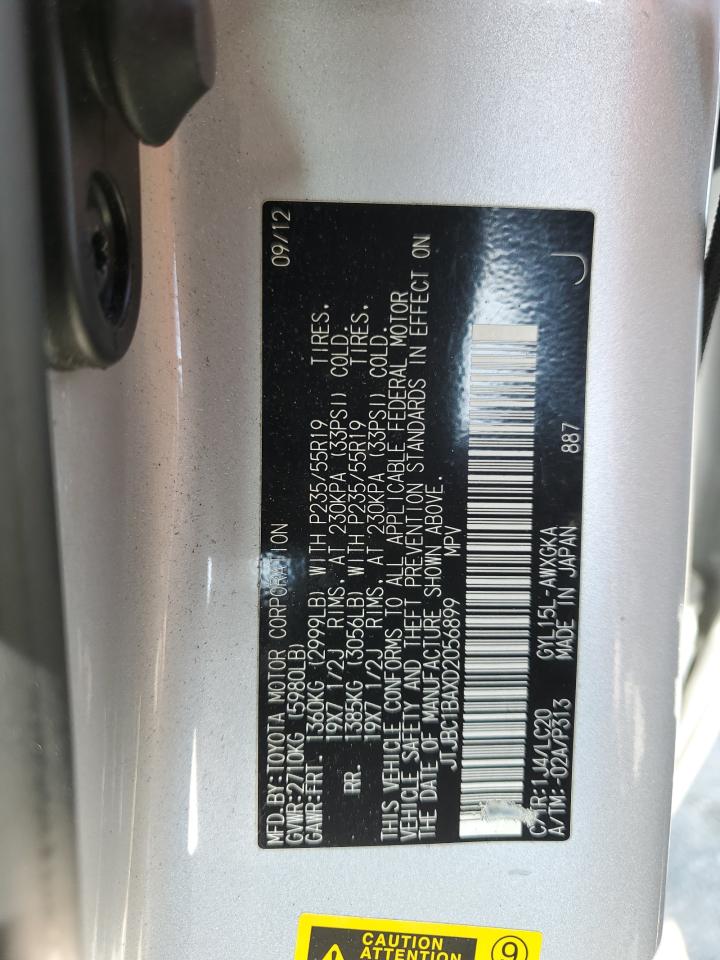 MFD.BY:TOYOTA MOTOR CORPORATION 09/12
GVWR:2710KG (5980LB)
GAWR:FRT. 1360KG (2999LB) WITH P235/55R19 TIRES,
19X7 1/2J RIMS, AT 230KPA (33PSI) COLD.
RR. 1385KG (3056LB) WITH P235/55R19 TIRES,
19X7 1/2J RIMS, AT 230KPA (33PSI) COLD.
THIS VEHICLE CONFORMS TO ALL APPLICABLE FEDERAL MOTOR
VEHICLE SAFETY AND THEFT PREVENTION STANDARDS IN EFFECT ON
THE DATE OF MANUFACTURE SHOWN ABOVE.
JTJBC1BAXD2056899 MPV
C/TR:1J4/LC20 GYL15L-AWXGKA 887 J
A/TM:-02A/P313 MADE IN JAPAN
CAUTION
ATTENTION
9